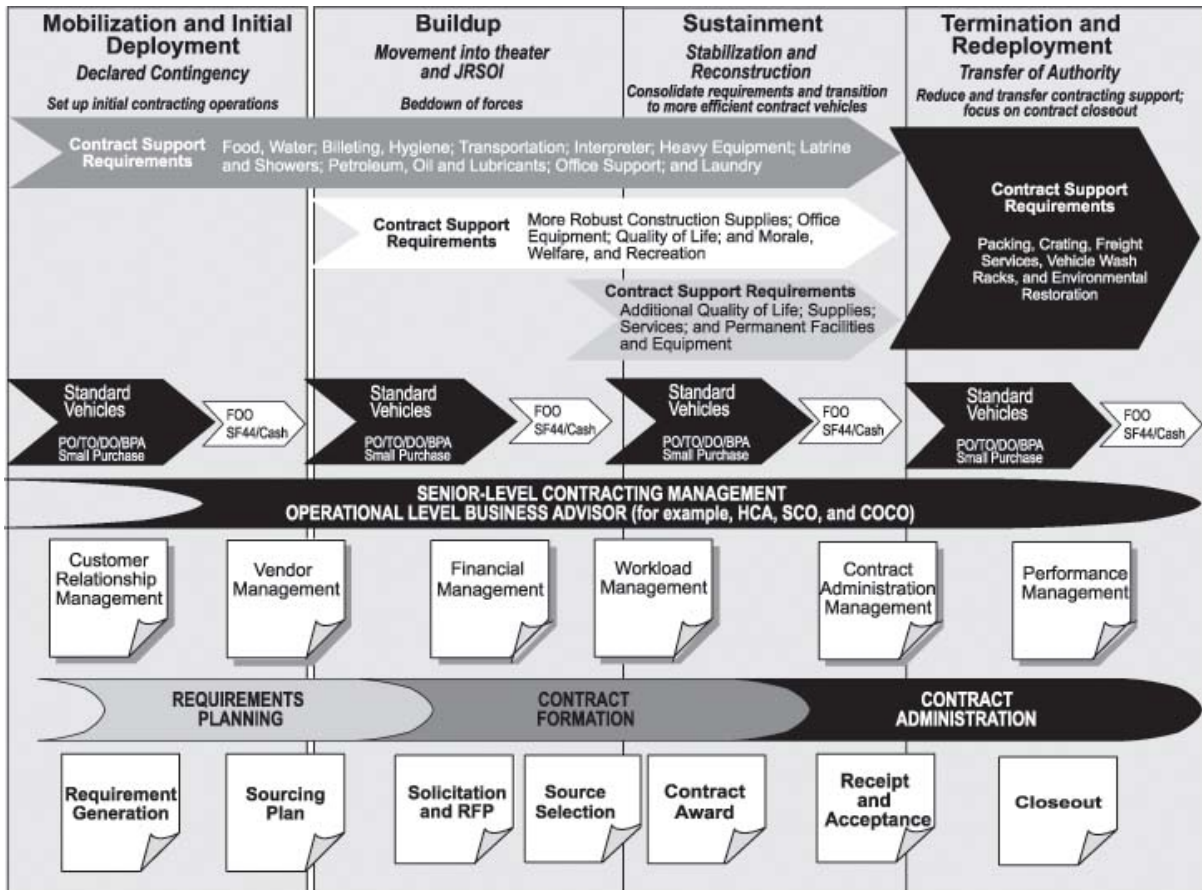 Mobilization and Initial
Deployment
Declared Contingency
Set up initial contracting operations
Buildup
Movement into theater
and JRSOI
Beddown of forces
Sustainment
Stabilization and
Reconstruction
Consolidate requirements and transition
to more efficient contract vehicles
Termination and
Redeployment
Transfer of Authority
Reduce and transfer contracting support;
focus on contract closeout
Contract Support
Requirements
Food, Water; Billeting, Hygiene; Transportation; Interpreter; Heavy Equipment; Latrine
and Showers; Petroleum, Oil and Lubricants; Office Support; and Laundry
Contract Support
Requirements
More Robust Construction Supplies; Office
Equipment; Quality of Life; and Morale,
Welfare, and Recreation
Contract Support Requirements
Additional Quality of Life; Supplies;
Services; and Permanent Facilities
and Equipment
Contract Support
Requirements
Packing, Crating, Freight
Services, Vehicle Wash
Racks, and Environmental
Restoration
Standard
Vehicles
PO/TO/DO/BPA
Small Purchase
FOO
SF44/Cash
Standard
Vehicles
PO/TO/DO/BPA
Small Purchase
FOO
SF44/Cash
Standard
Vehicles
PO/TO/DO/BPA
Small Purchase
FOO
SF44/Cash
Standard
Vehicles
PO/TO/DO/BPA
Small Purchase
FOO
SF44/Cash
SENIOR-LEVEL CONTRACTING MANAGEMENT
OPERATIONAL LEVEL BUSINESS ADVISOR (for example, HCA, SCO, and COCO)
Customer
Relationship
Management
Vendor
Management
Financial
Management
Workload
Management
Contract
Administration
Management
Performance
Management
REQUIREMENTS
PLANNING
CONTRACT
FORMATION
CONTRACT
ADMINISTRATION
Requirement
Generation
Sourcing
Plan
Solicitation
and RFP
Source
Selection
Contract
Award
Receipt
and
Acceptance
Closeout